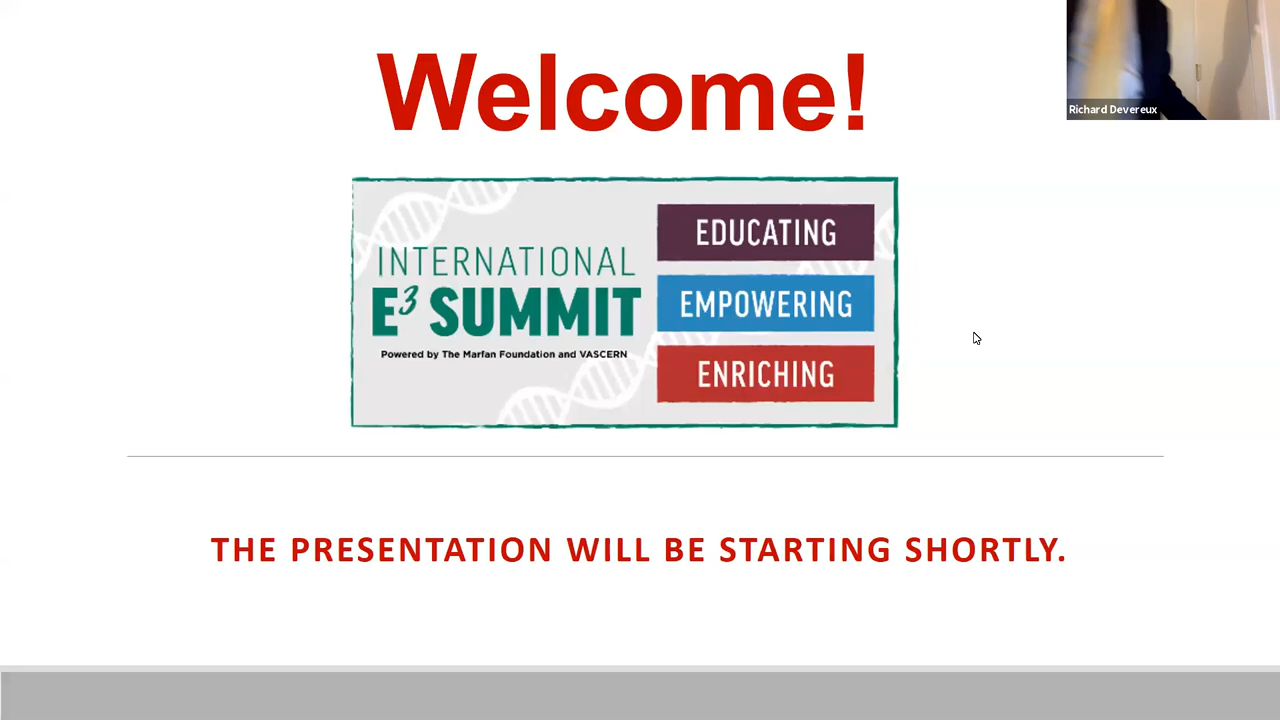 Welcome!
Richard Devereux
INTERNATIONAL
E³ SUMMIT
Powered by The Marfan Foundation and VASCERN
EDUCATING
EMPOWERING
ENRICHING
THE PRESENTATION WILL BE STARTING SHORTLY.